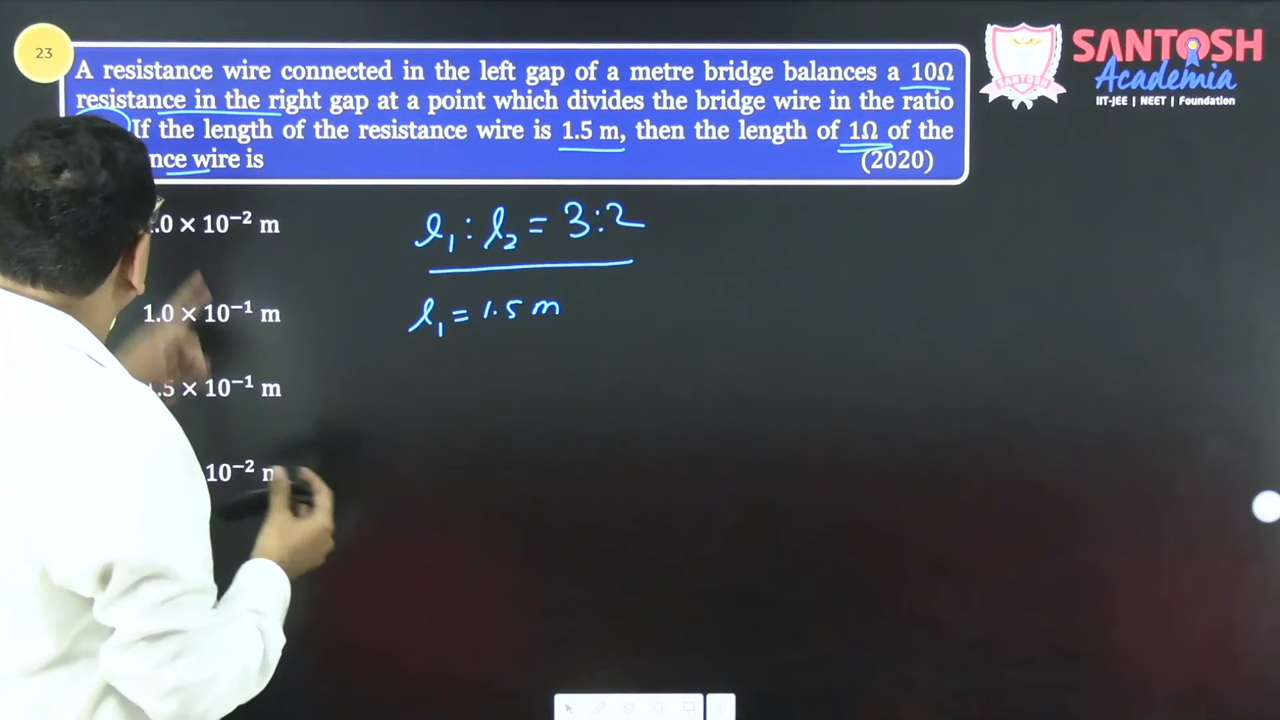 23
A resistance wire connected in the left gap of a metre bridge balances a 10Ω
resistance in the right gap at a point which divides the bridge wire in the ratio
If the length of the resistance wire is 1.5 m, then the length of 1Ω of the
wire is
(2020)
.0 × 10⁻² m
1.0 × 10⁻¹ m
.5 × 10⁻¹ m
10⁻² m
l₁ : l₂ = 3:2
l₁ = 1.5 m
SANTOSH
SANTOSH
Academia
IIT-JEE | NEET | Foundation